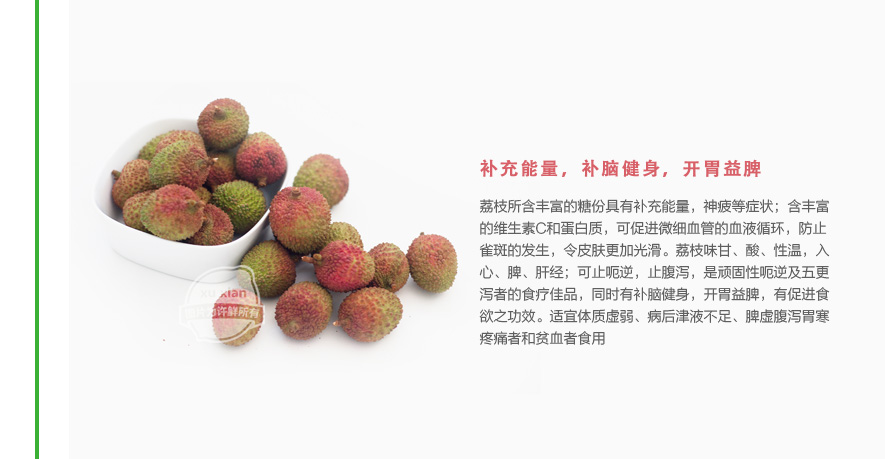 补充能量，补脑健身，开胃益脾
荔枝所含丰富的糖份具有补充能量，神疲等症状；含丰富
的维生素C和蛋白质，可促进微细血管的血液循环，防止
雀斑的发生，令皮肤更加光滑。荔枝味甘、酸、性温，入
心、脾、肝经；可止呃逆，止腹泻，是顽固性呃逆及五更
泻者的食疗佳品，同时有补脑健身，开胃益脾，有促进食
欲之功效。适宜体质虚弱、病后津液不足、脾虚腹泻胃寒
疼痛者和贫血者食用
xu xian
许鲜所有